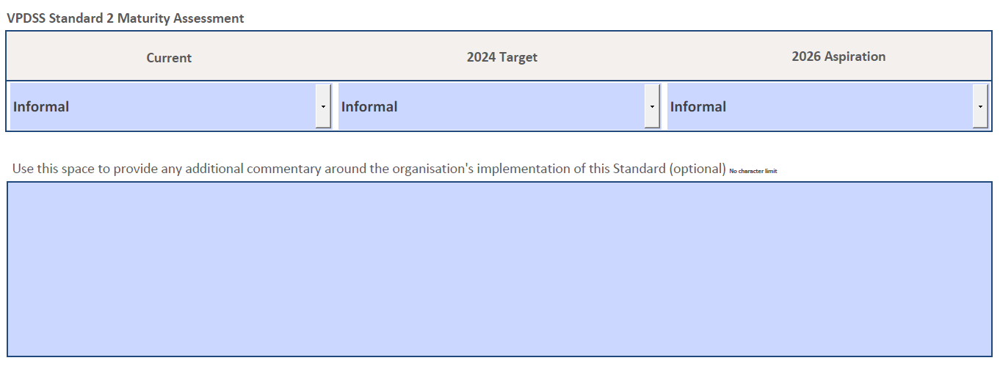 VPDSS Standard 2 Maturity Assessment
Current 2024 Target 2026 Aspiration
Informal Informal Informal
Use this space to provide any additional commentary around the organisation's implementation of this Standard (optional) No character limit